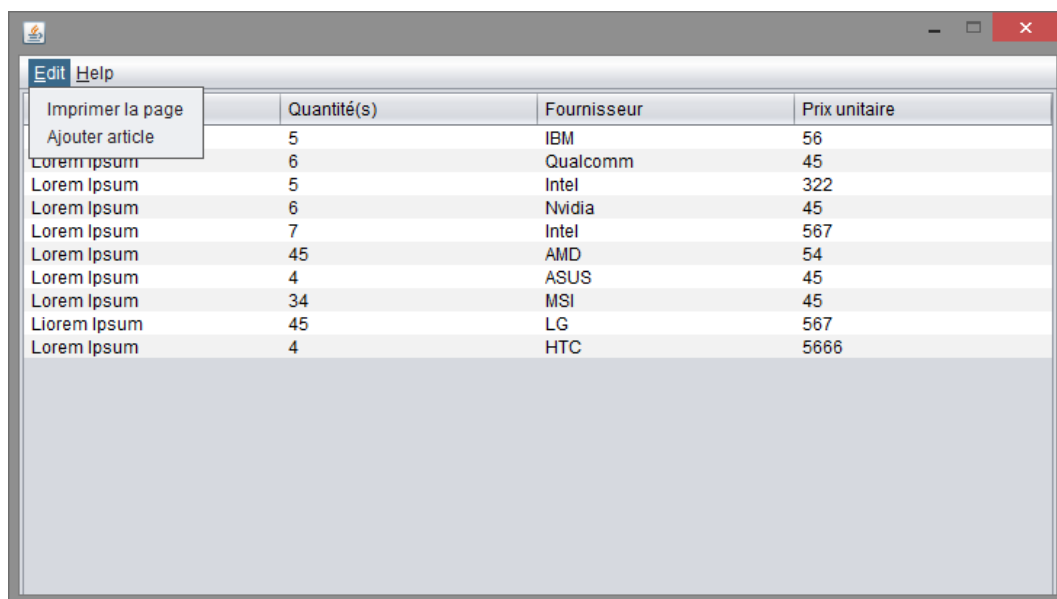 Edit Help
Imprimer la page
Ajouter article
Quantité(s) Fournisseur Prix unitaire
5 IBM 56
Lorem Ipsum 6 Qualcomm 45
Lorem Ipsum 5 Intel 322
Lorem Ipsum 6 Nvidia 45
Lorem Ipsum 7 Intel 567
Lorem Ipsum 45 AMD 54
Lorem Ipsum 4 ASUS 45
Lorem Ipsum 34 MSI 45
Liorem Ipsum 45 LG 567
Lorem Ipsum 4 HTC 5666